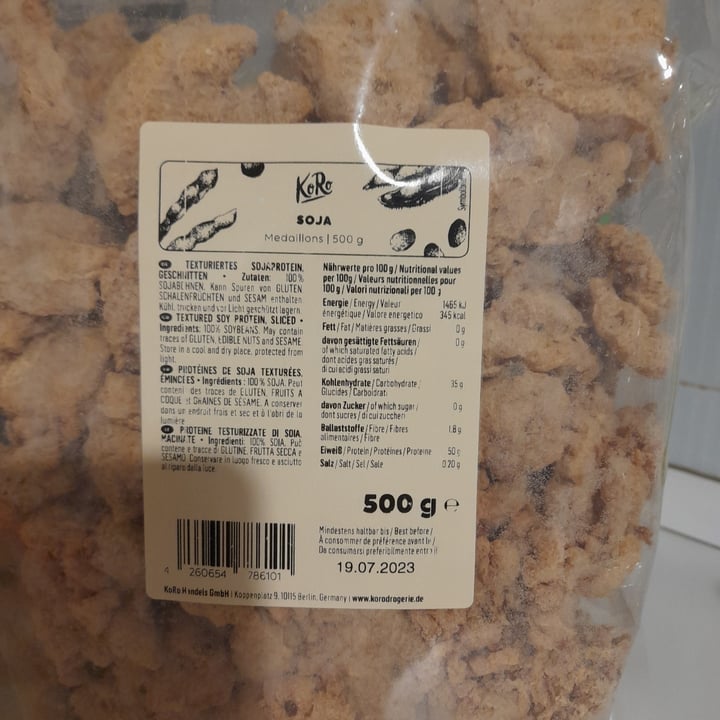 KoRo
SOJA
Medaillons | 500 g
TEXTURIERTES SOJAPROTEIN,
GESCHNITTEN • Zutaten: 100%
SOJABOHNEN. Kann Spuren von GLUTEN
SCHALENFRÜCHTEN und SESAM enthalten.
Kühl, trocken und vor Licht geschützt lagern.
TEXTURED SOY PROTEIN, SLICED •
Ingredients: 100% SOYBEANS. May contain
traces of GLUTEN, EDIBLE NUTS and SESAME.
Store in a cool and dry place, protected from
light.
PROTÉINES DE SOJA TEXTURÉES,
ÉMINCÉES • Ingrédients : 100 % SOJA. Peut
contenir des traces de GLUTEN, FRUITS À
COQUE et GRAINES DE SÉSAME. À conserver
dans un endroit frais et sec et à l'abri de la
lumière
PROTEINE TESTURIZZATE DI SOIA,
MACINATE • Ingredienti: 100% SOIA. Può
contenere tracce di GLUTINE, FRUTTA SECCA e
SESAMO. Conservare in luogo fresco e asciutto
al riparo dalla luce.
Nährwerte pro 100 g / Nutritional values
per 100g / Valeurs nutritionnelles pour
100 g / Valori nutrizionali per 100 g
Energie / Energy / Valeur 1465 kJ
énergétique / Valore energetico 345 kcal
Fett / Fat / Matières grasses / Grassi 0 g
davon gesättigte Fettsäuren / 0 g
of which saturated fatty acids /
dont acides gras saturés /
di cui acidi grassi saturi
Kohlenhydrate / Carbohydrate / 35 g
Glucides / Carboidrati
davon Zucker / of which sugar / 0 g
dont sucres / di cui zuccheri
Ballaststoffe / Fibre / Fibres 1.8 g
alimentaires / Fibre
Eiweiß / Protein / Protéines / Proteine 50 g
Salz / Salt / Sel / Sale 0.20 g
500 g ℮
Mindestens haltbar bis / Best before /
À consommer de préférence avant le /
Da consumarsi preferibilmente entro il
19.07.2023
4 260654 786101
KoRo Handels GmbH | Koppenplatz 9, 10115 Berlin, Germany | www.korodrogerie.de